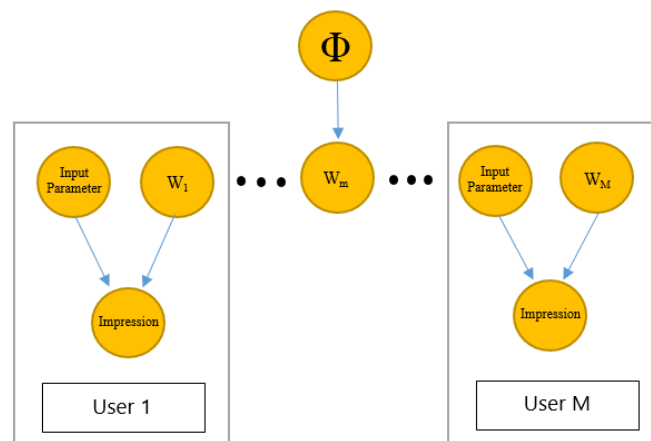 Φ
Input
Parameter
W1
• • •
Wm
• • •
Input
Parameter
WM
Impression
Impression
User 1
User M